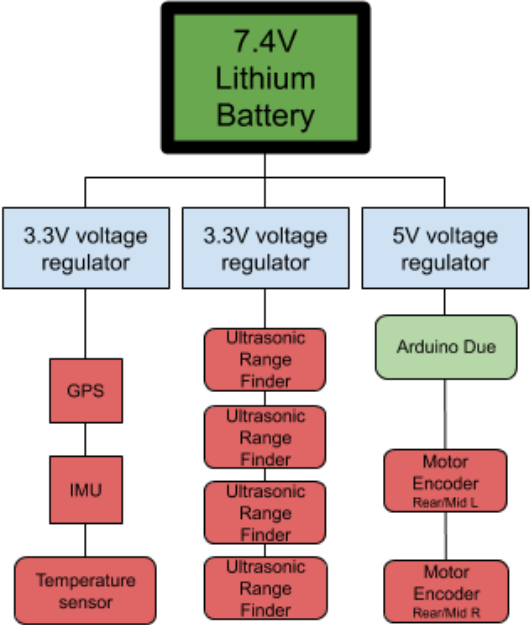 7.4V
Lithium
Battery
3.3V voltage
regulator
3.3V voltage
regulator
5V voltage
regulator
GPS
IMU
Temperature
sensor
Ultrasonic
Range
Finder
Ultrasonic
Range
Finder
Ultrasonic
Range
Finder
Ultrasonic
Range
Finder
Arduino Due
Motor
Encoder
Rear/Mid L
Motor
Encoder
Rear/Mid R